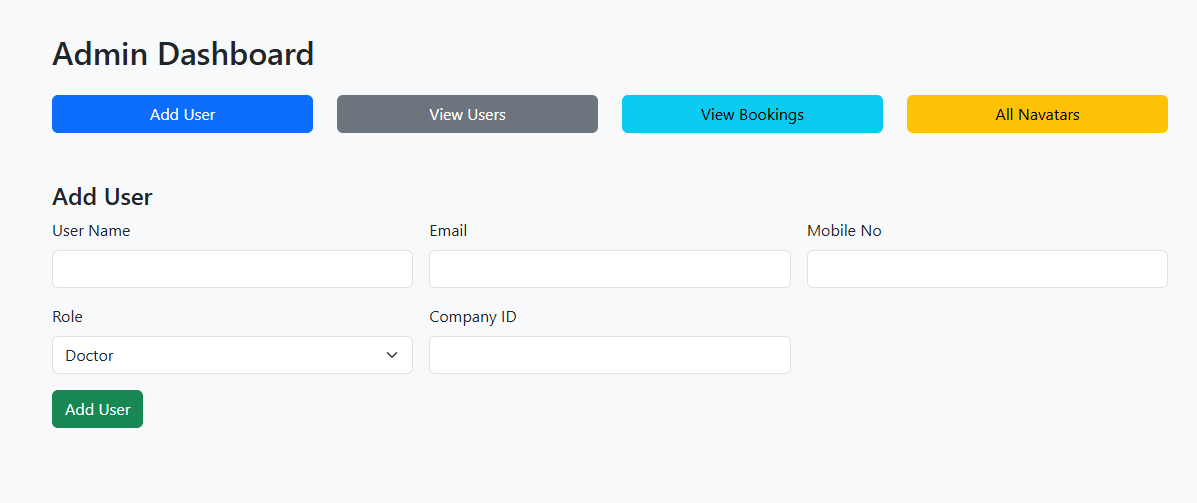 Admin Dashboard
Add User
View Users
View Bookings
All Navatars
Add User
User Name
Email
Mobile No
Role
Company ID
Doctor
Add User